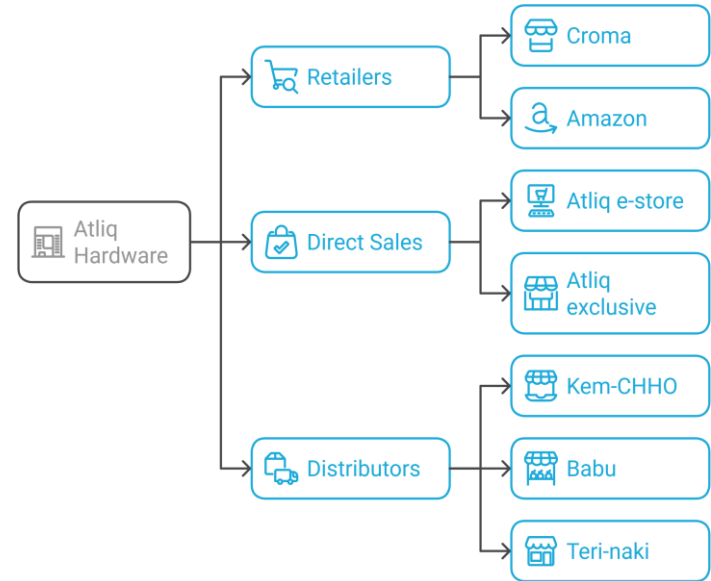 Croma
Retailers
Amazon
Atliq
Hardware
Direct Sales
Atliq e-store
Atliq
exclusive
Distributors
Kem-CHHO
Babu
Teri-naki